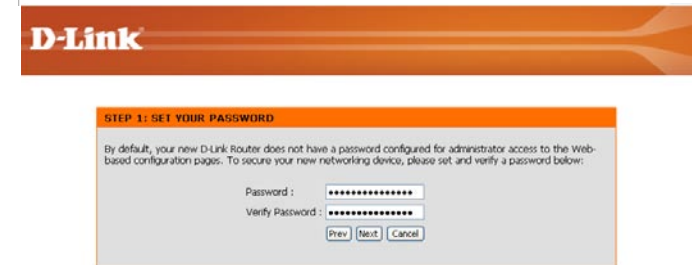 D-Link
STEP 1: SET YOUR PASSWORD
By default, your new D-Link Router does not have a password configured for administrator access to the Web-
based configuration pages. To secure your new networking device, please set and verify a password below:
Password : •••••••••••••••
Verify Password : •••••••••••••••
Prev Next Cancel